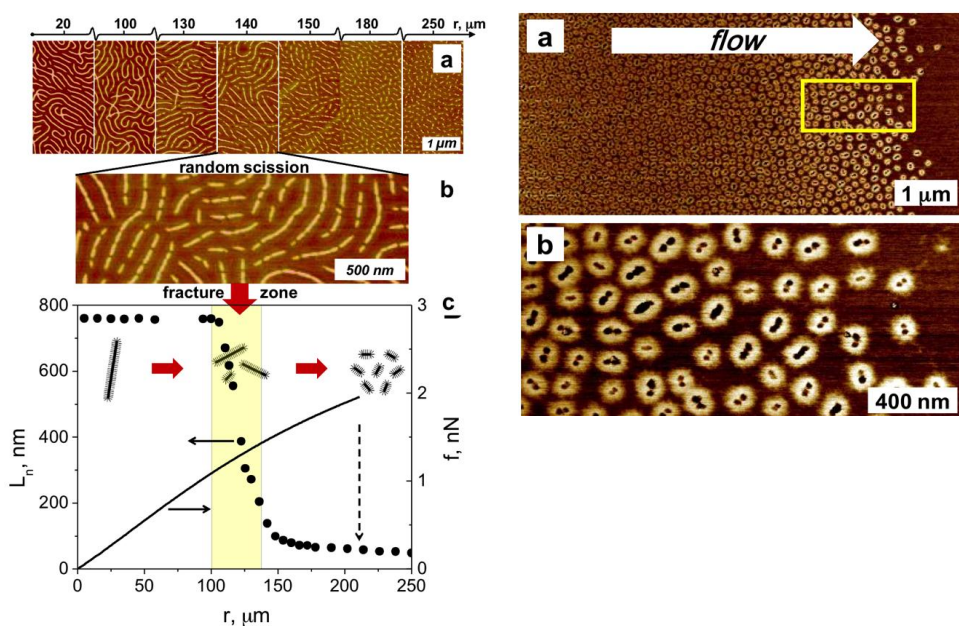 20 100 130 140 150 180 250 r, μm
a
1 μm
random scission
b
500 nm
fracture zone
c
800
600
400
200
0
Lₙ, nm
3
2
1
0
f, nN
0 50 100 150 200 250
r, μm
a
flow
1 μm
b
400 nm